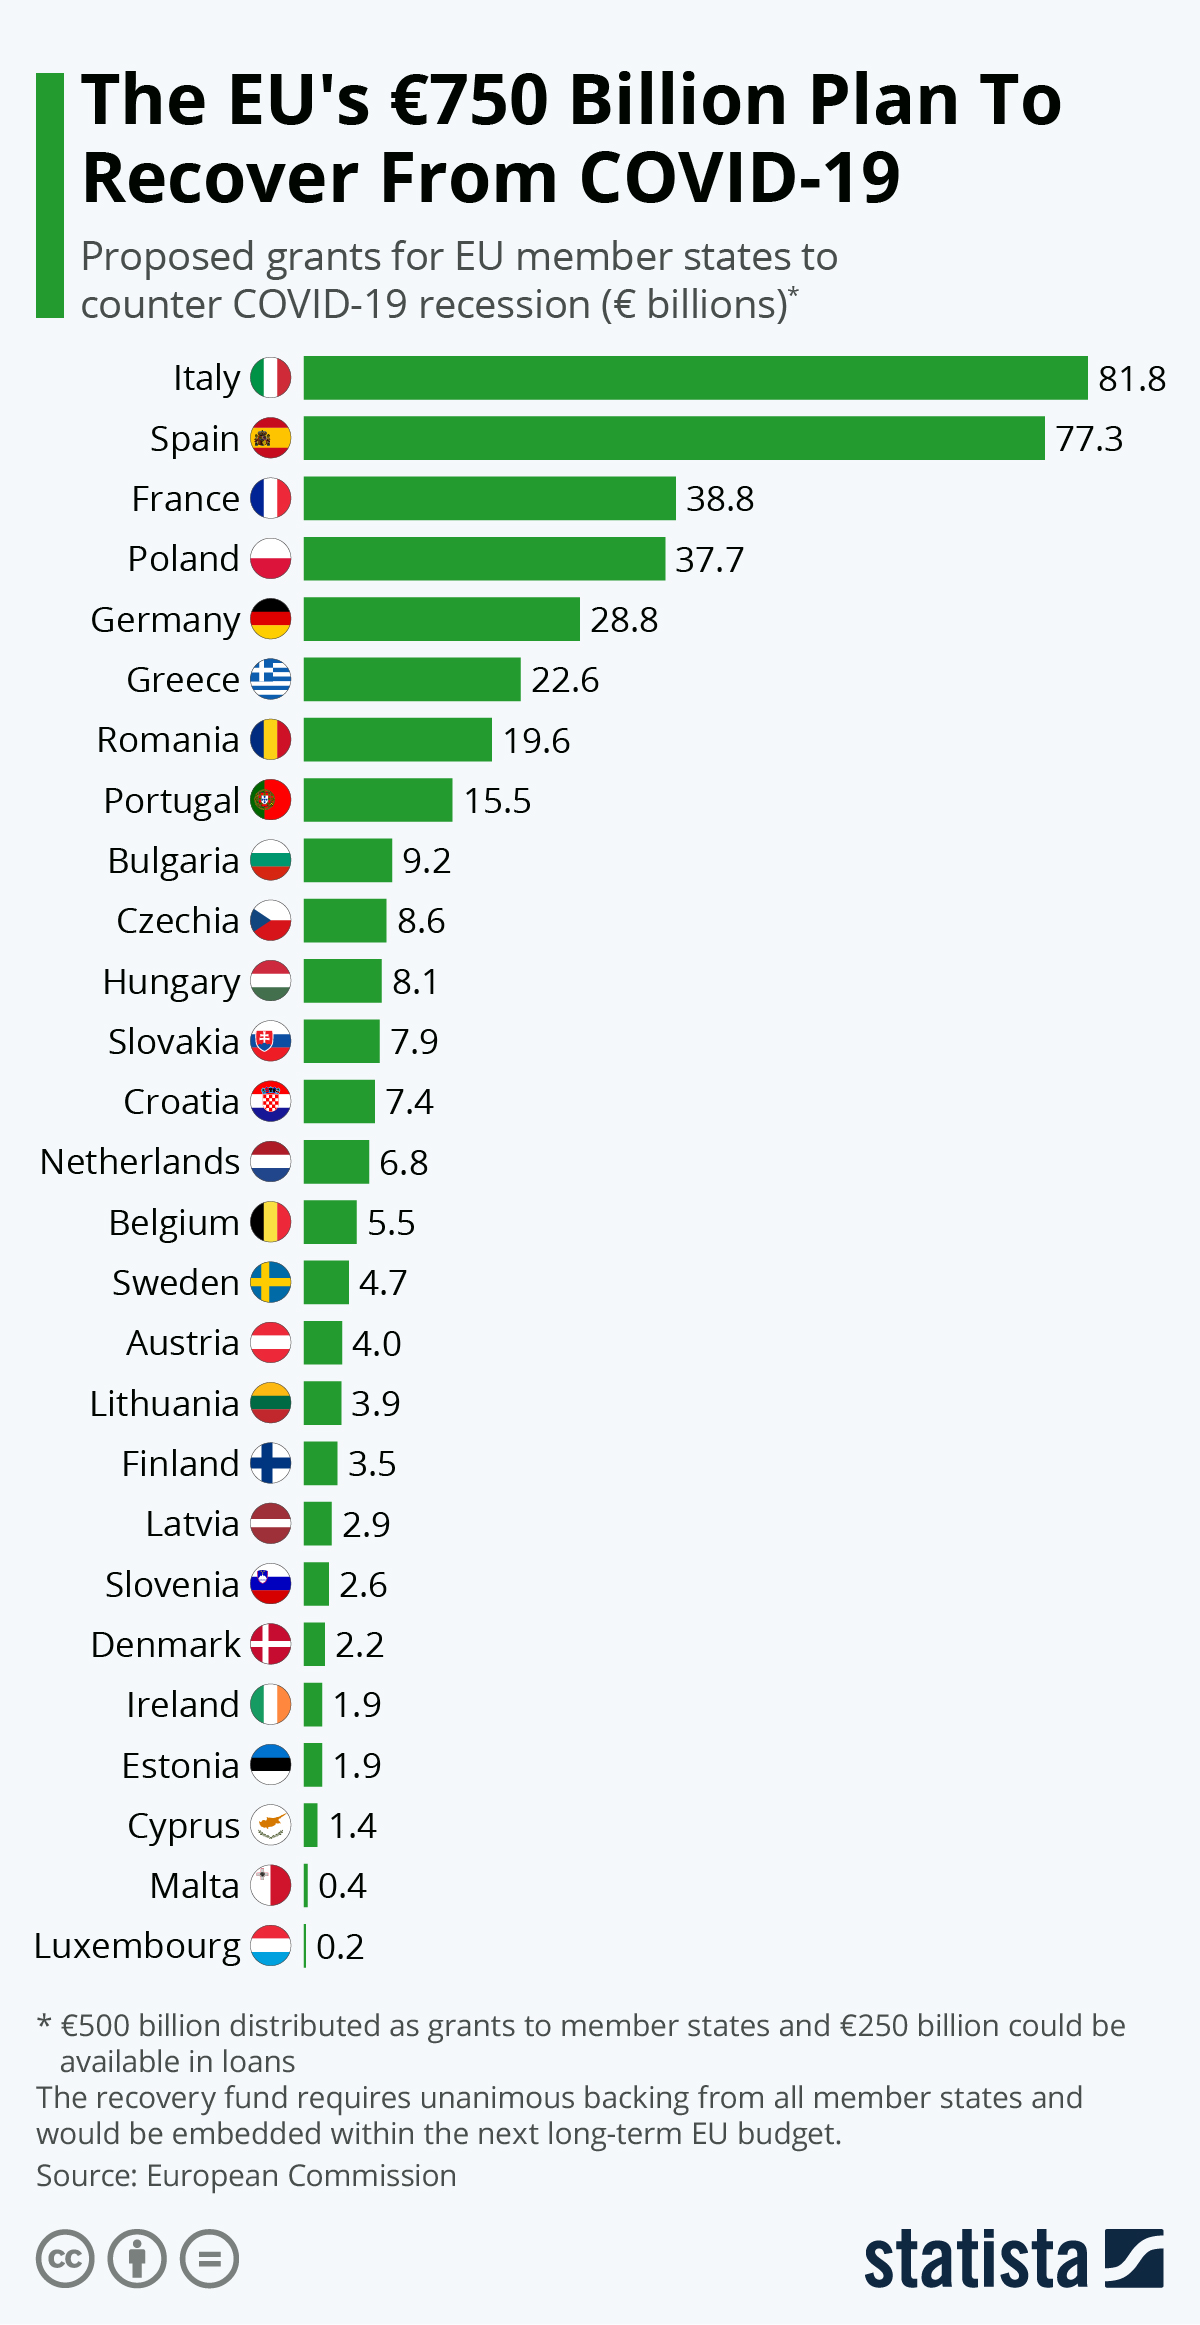 The EU's €750 Billion Plan To
Recover From COVID-19
Proposed grants for EU member states to
counter COVID-19 recession (€ billions)*
Italy 81.8
Spain 77.3
France 38.8
Poland 37.7
Germany 28.8
Greece 22.6
Romania 19.6
Portugal 15.5
Bulgaria 9.2
Czechia 8.6
Hungary 8.1
Slovakia 7.9
Croatia 7.4
Netherlands 6.8
Belgium 5.5
Sweden 4.7
Austria 4.0
Lithuania 3.9
Finland 3.5
Latvia 2.9
Slovenia 2.6
Denmark 2.2
Ireland 1.9
Estonia 1.9
Cyprus 1.4
Malta 0.4
Luxembourg 0.2
* €500 billion distributed as grants to member states and €250 billion could be
available in loans
The recovery fund requires unanimous backing from all member states and
would be embedded within the next long-term EU budget.
Source: European Commission
cc
statista